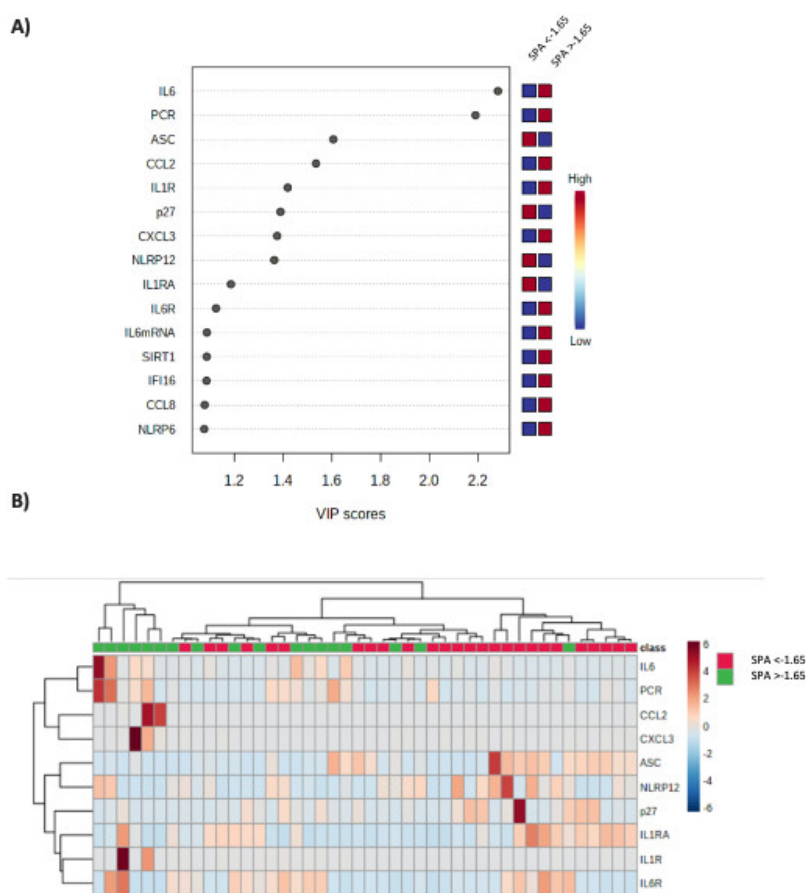 A)
SPA <-1.65
SPA >-1.65
IL6
PCR
ASC
CCL2
IL1R
p27
CXCL3
NLRP12
IL1RA
IL6R
IL6mRNA
SIRT1
IFI16
CCL8
NLRP6
High
Low
1.2 1.4 1.6 1.8 2.0 2.2
VIP scores
B)
class
IL6
PCR
CCL2
CXCL3
ASC
NLRP12
p27
IL1RA
IL1R
IL6R
6
4
2
0
-2
-4
-6
SPA <-1.65
SPA >-1.65